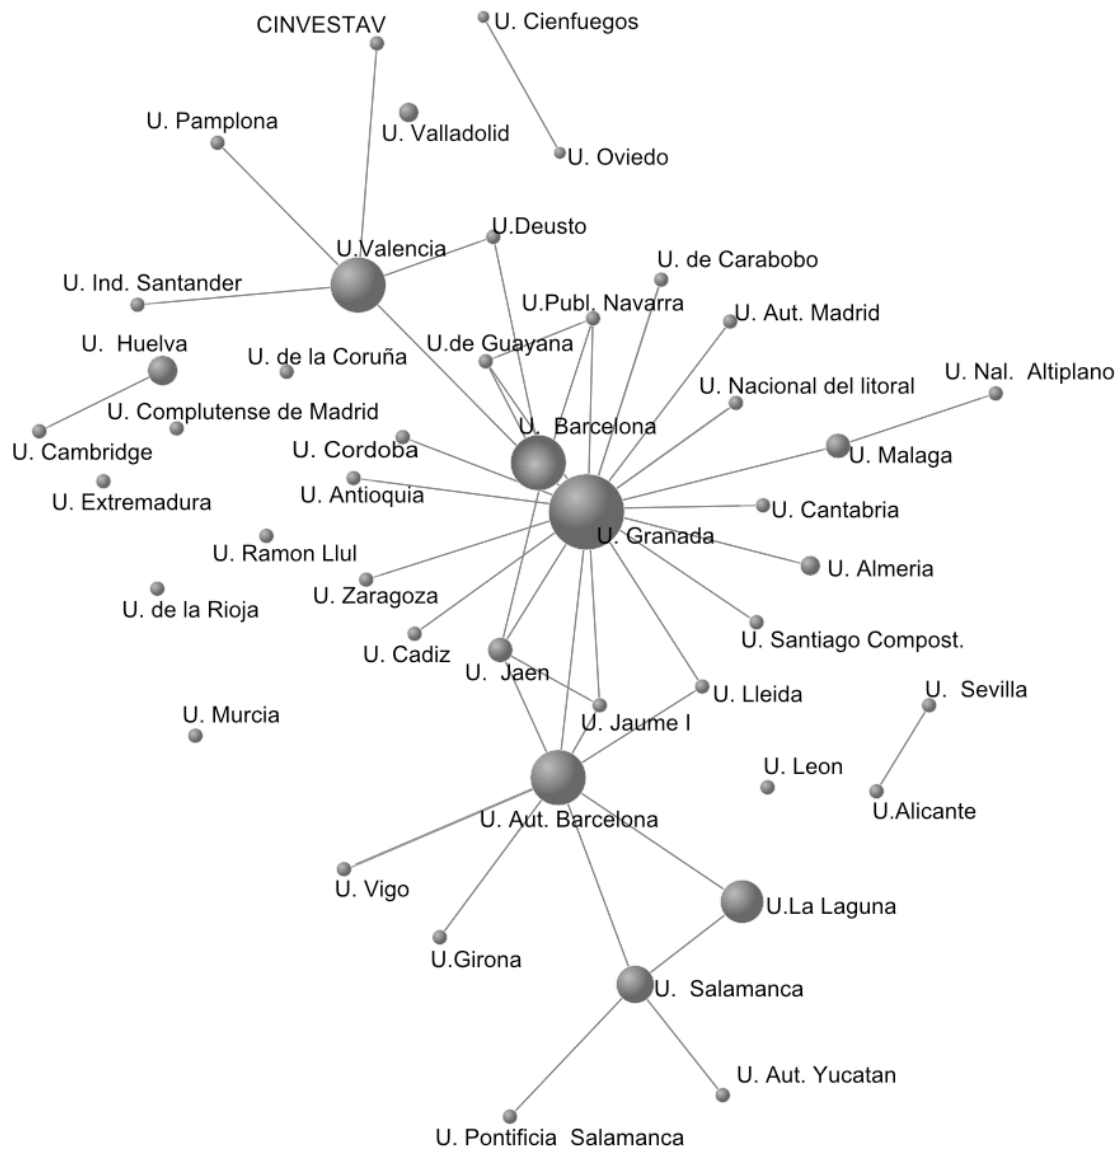 U. Cienfuegos
CINVESTAV
U. Pamplona
U. Valladolid
U. Oviedo
U.Deusto
U.Valencia
U. de Carabobo
U. Ind. Santander
U.Publ. Navarra
U. Aut. Madrid
U.  Huelva
U. de la Coruña
U.de Guayana
U. Nacional del litoral
U. Nal.  Altiplano
U. Complutense de Madrid
U.  Barcelona
U. Cambridge
U. Cordoba
U. Malaga
U. Extremadura
U. Antioquia
U. Cantabria
U. Granada
U. Ramon Llul
U. Almeria
U. de la Rioja
U. Zaragoza
U. Cadiz
U. Santiago Compost.
U.  Jaen
U. Lleida
U.  Sevilla
U. Murcia
U. Jaume I
U. Leon
U.Alicante
U. Aut. Barcelona
U. Vigo
U.La Laguna
U.Girona
U.  Salamanca
U. Aut. Yucatan
U. Pontificia  Salamanca